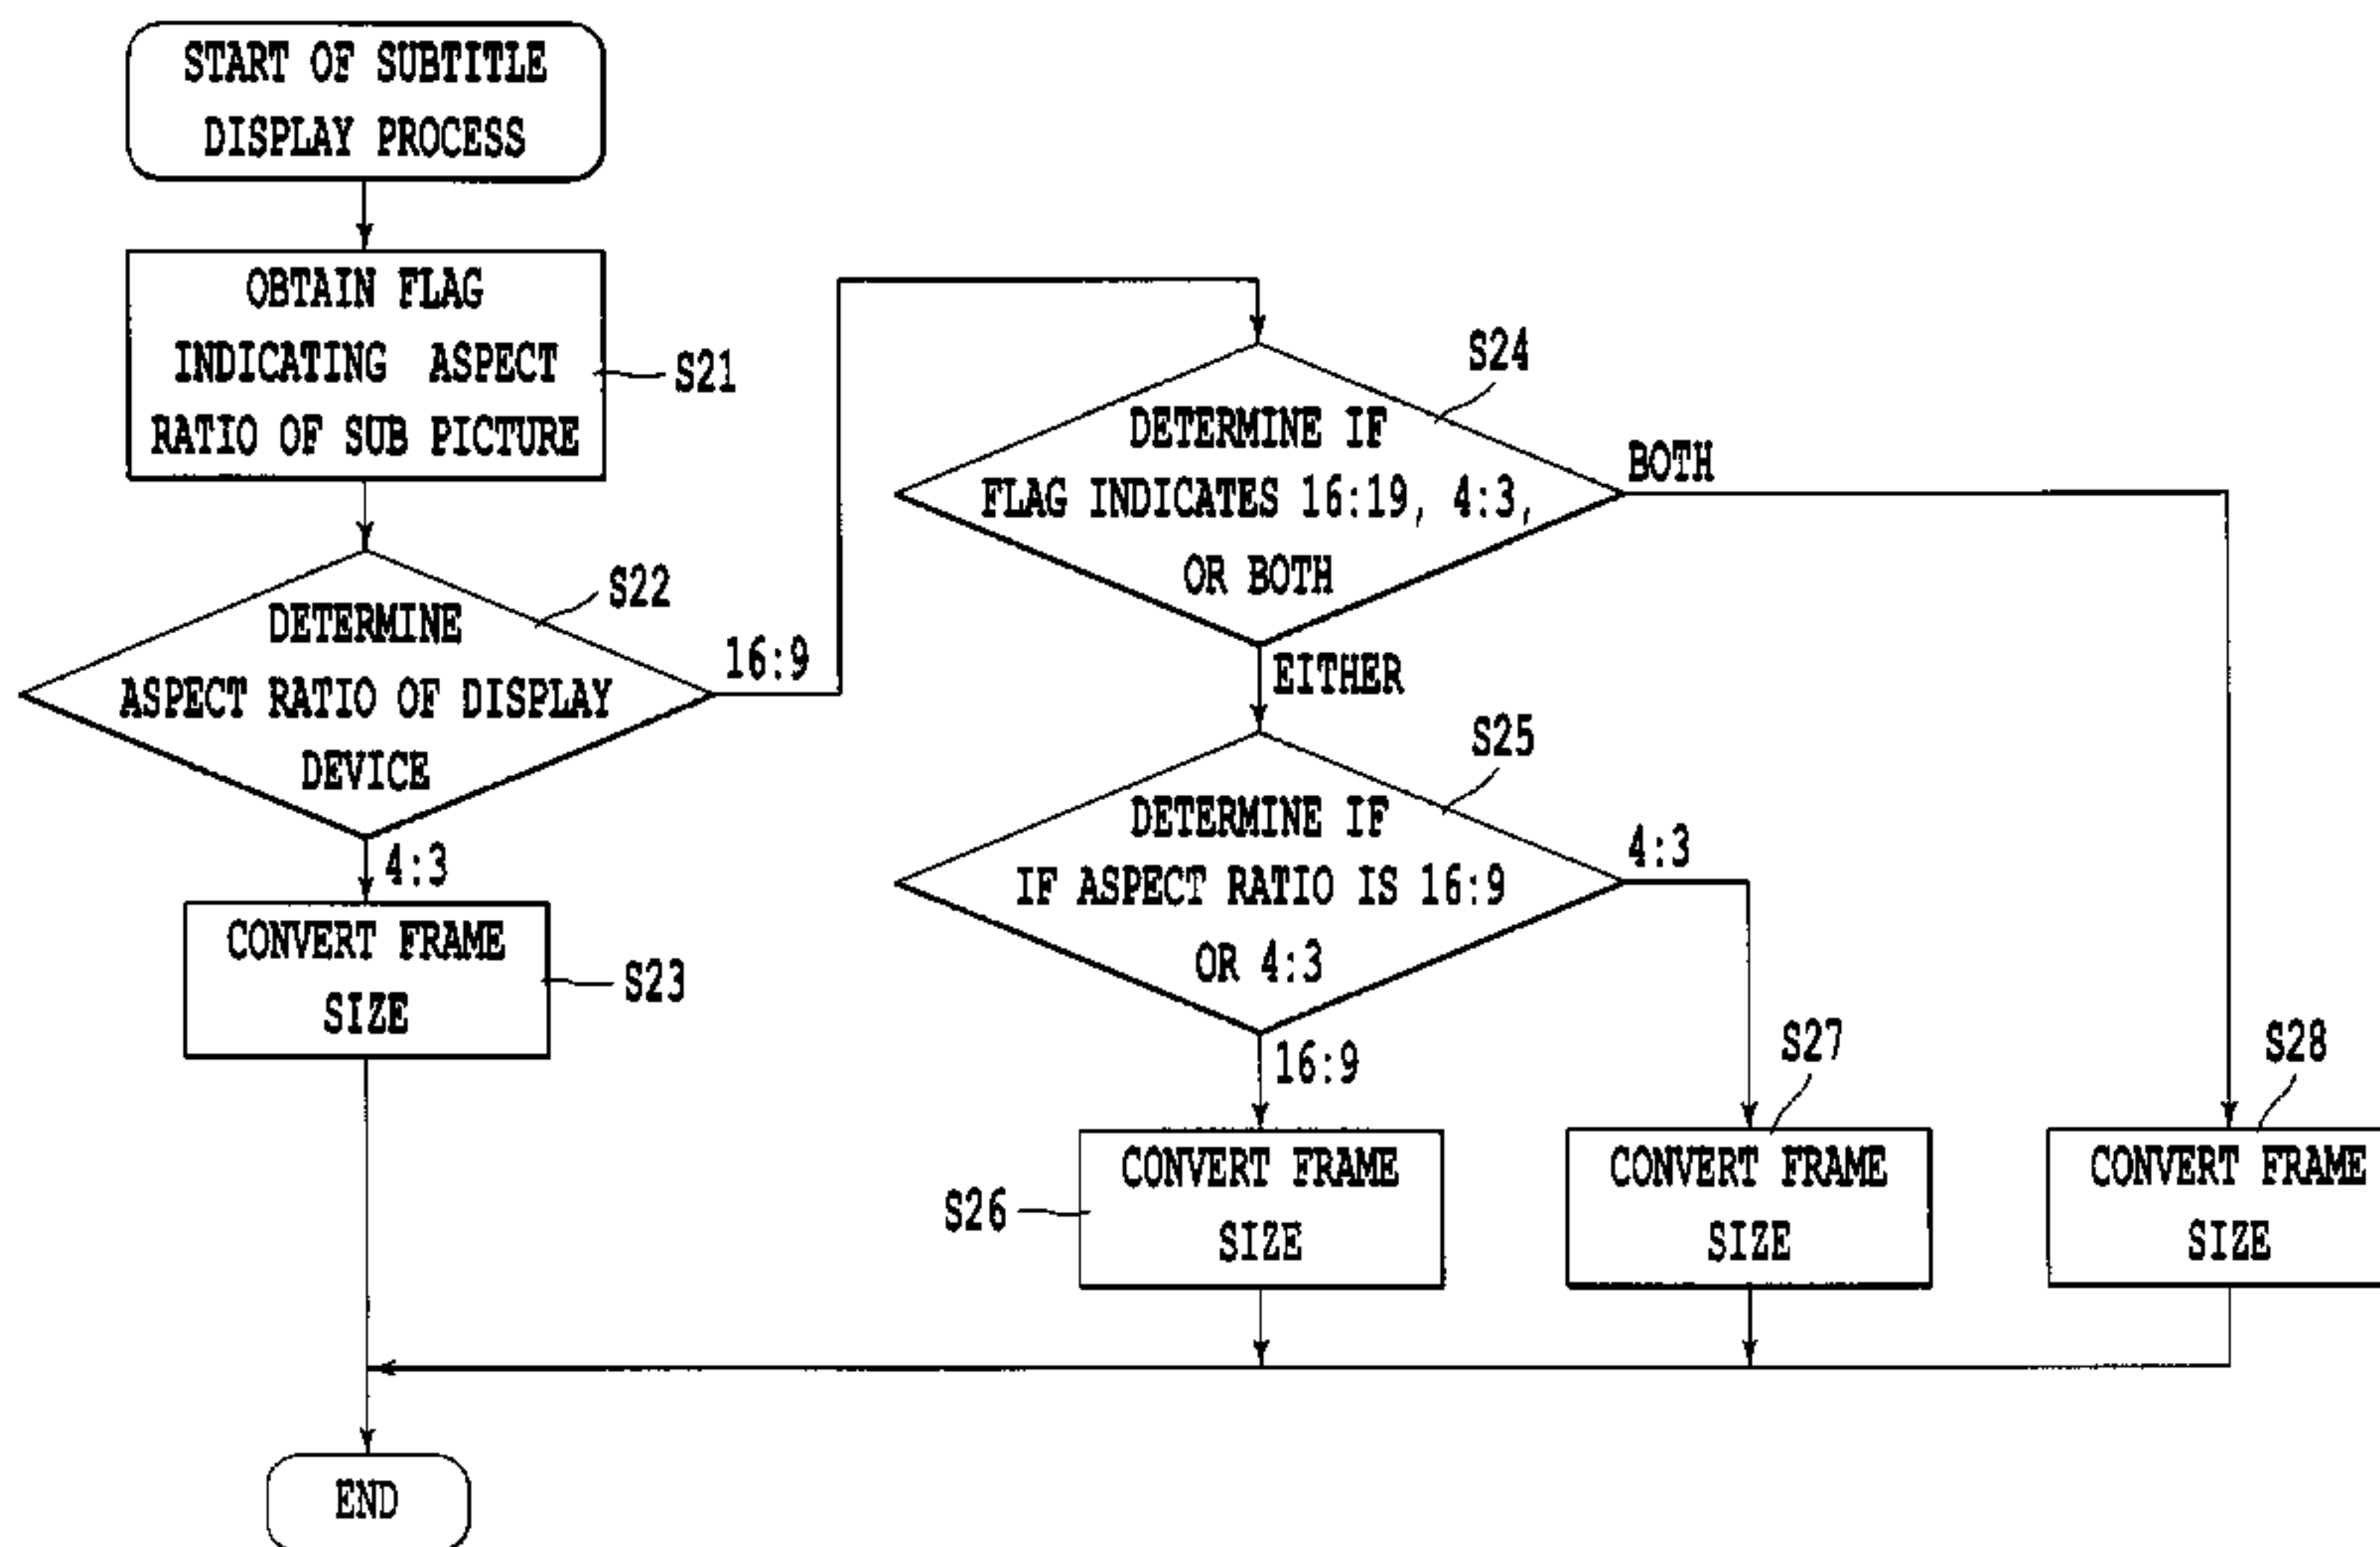 START OF SUBTITLE
DISPLAY PROCESS
OBTAIN FLAG
INDICATING ASPECT
RATIO OF SUB PICTURE
S21
DETERMINE
ASPECT RATIO OF DISPLAY
DEVICE
S22
16:9
4:3
CONVERT FRAME
SIZE
S23
DETERMINE IF
FLAG INDICATES 16:19, 4:3,
OR BOTH
S24
BOTH
EITHER
DETERMINE IF
IF ASPECT RATIO IS 16:9
OR 4:3
S25
4:3
16:9
CONVERT FRAME
SIZE
S26
CONVERT FRAME
SIZE
S27
CONVERT FRAME
SIZE
S28
END